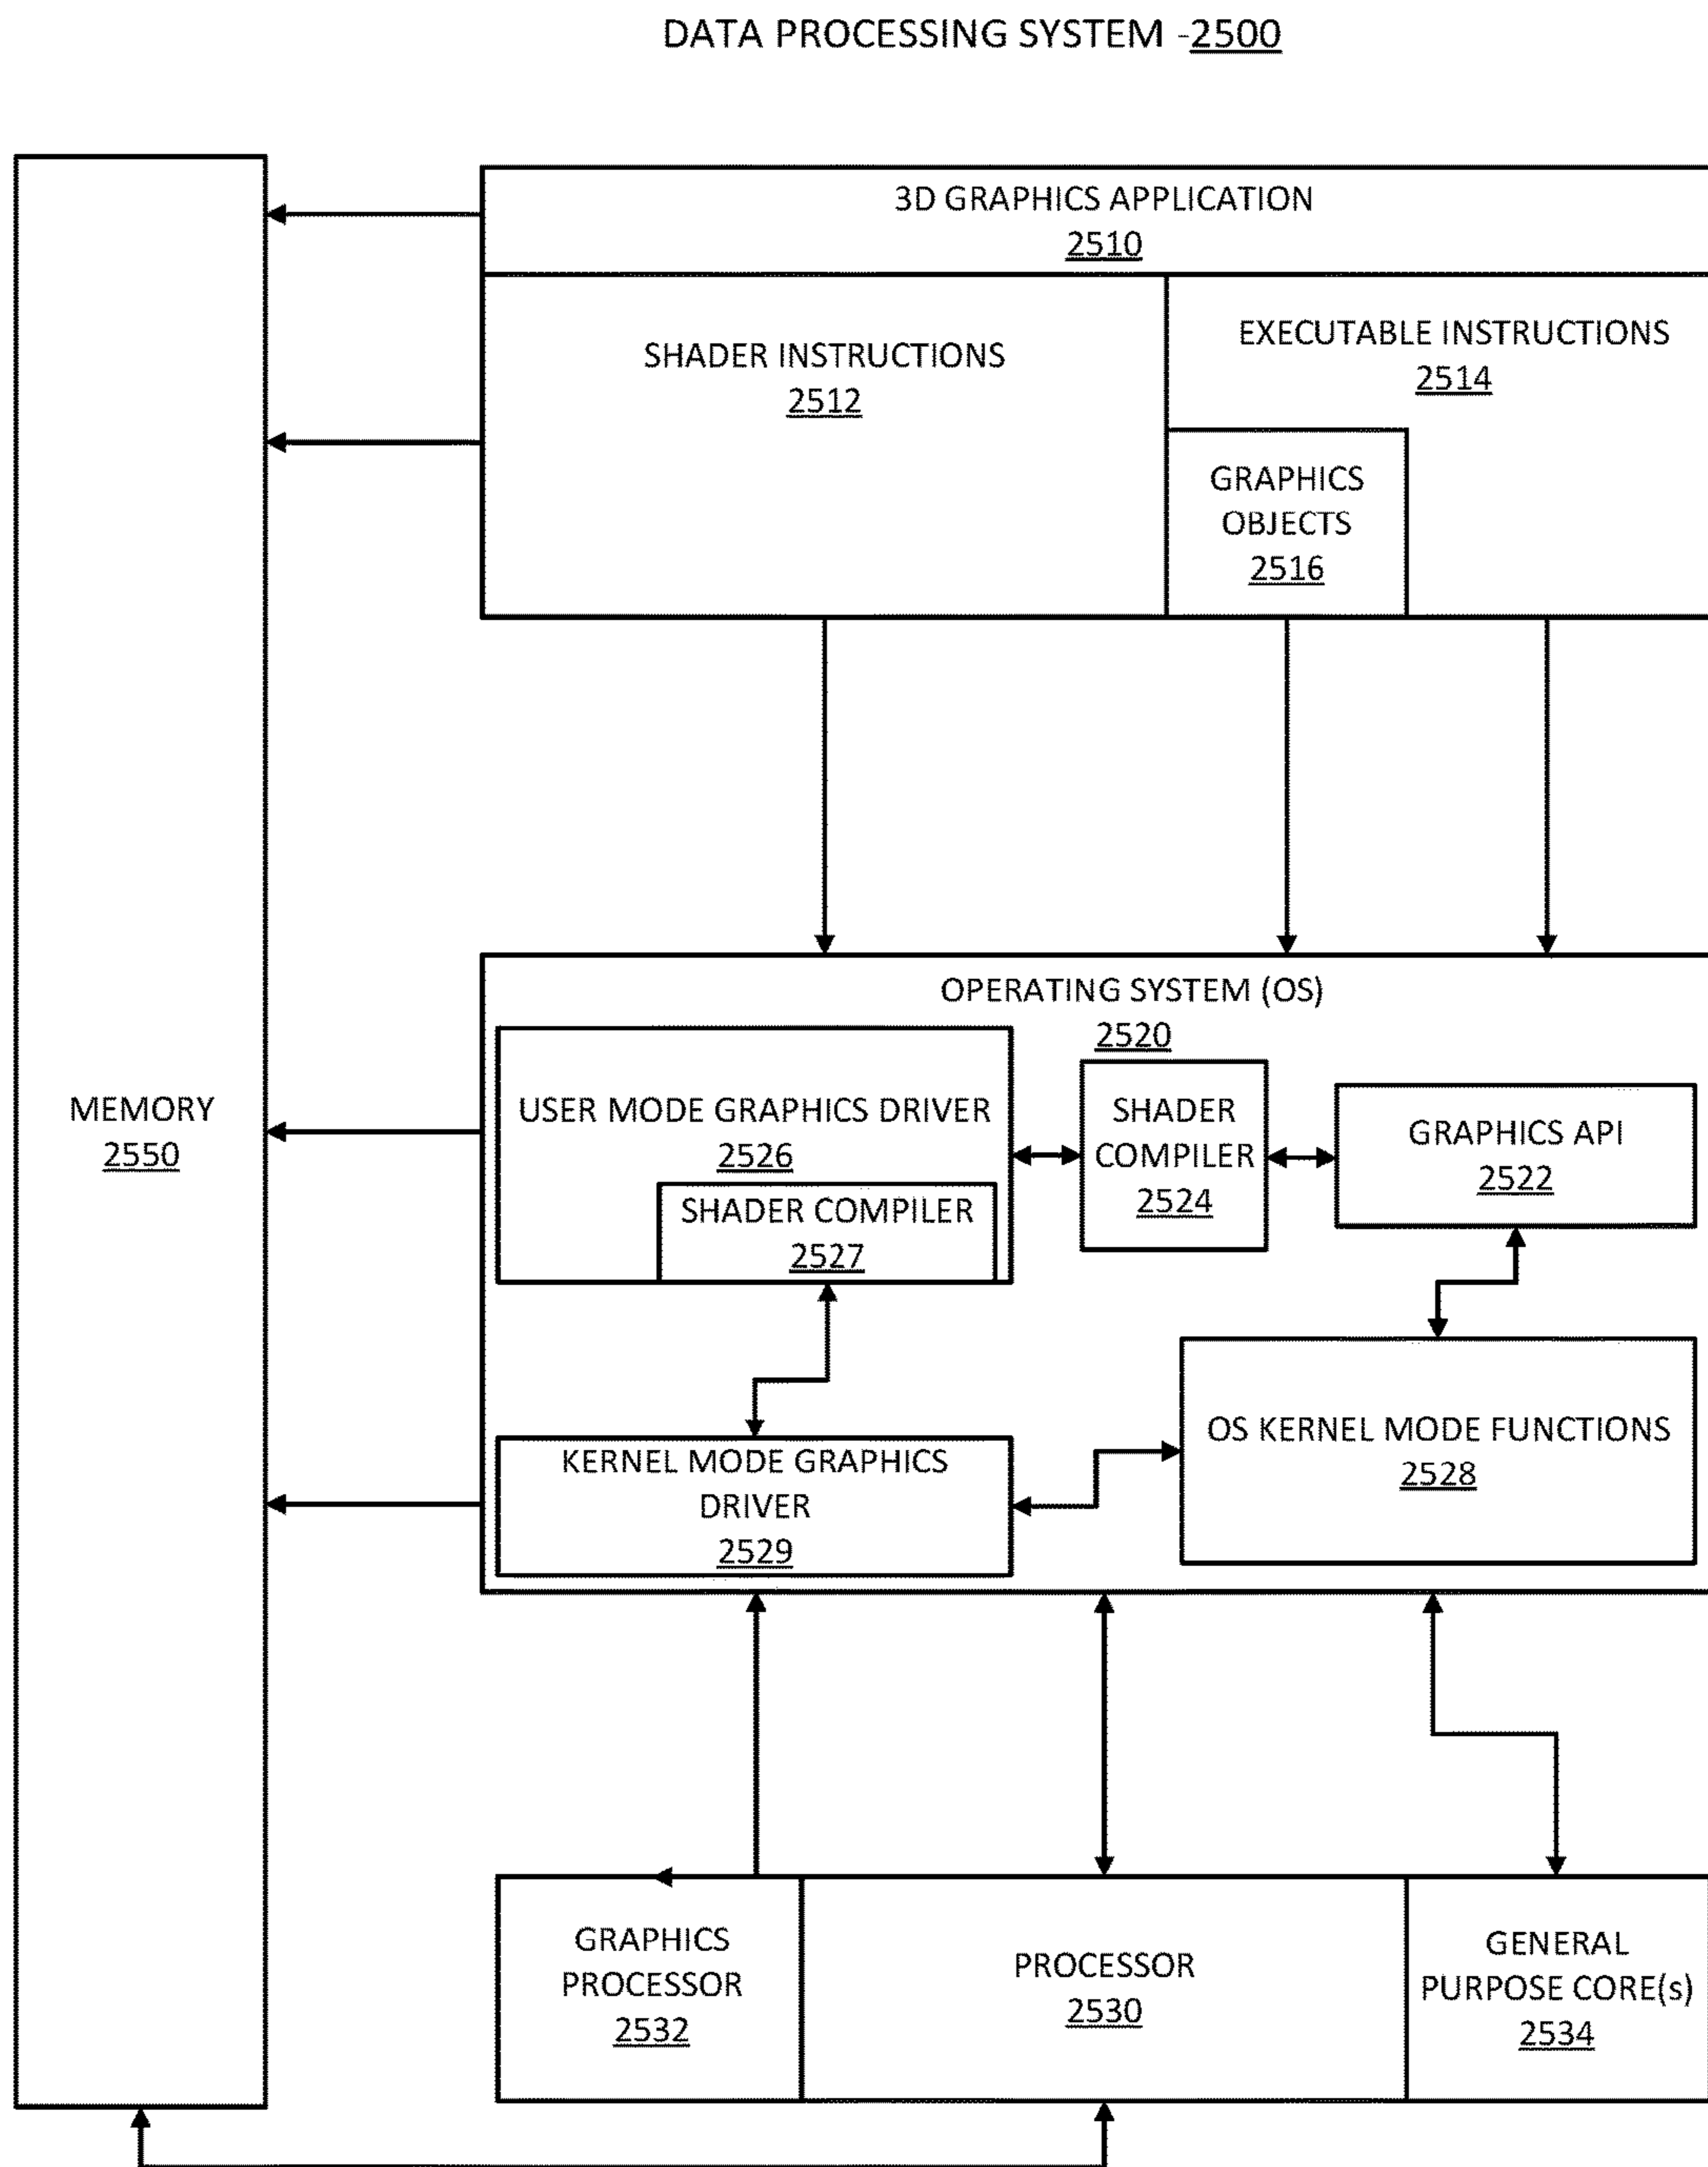 DATA PROCESSING SYSTEM -2500
3D GRAPHICS APPLICATION
2510
SHADER INSTRUCTIONS
2512
EXECUTABLE INSTRUCTIONS
2514
GRAPHICS
OBJECTS
2516
MEMORY
2550
OPERATING SYSTEM (OS)
2520
USER MODE GRAPHICS DRIVER
2526
SHADER COMPILER
2527
SHADER
COMPILER
2524
GRAPHICS API
2522
KERNEL MODE GRAPHICS
DRIVER
2529
OS KERNEL MODE FUNCTIONS
2528
GRAPHICS
PROCESSOR
2532
PROCESSOR
2530
GENERAL
PURPOSE CORE(s)
2534